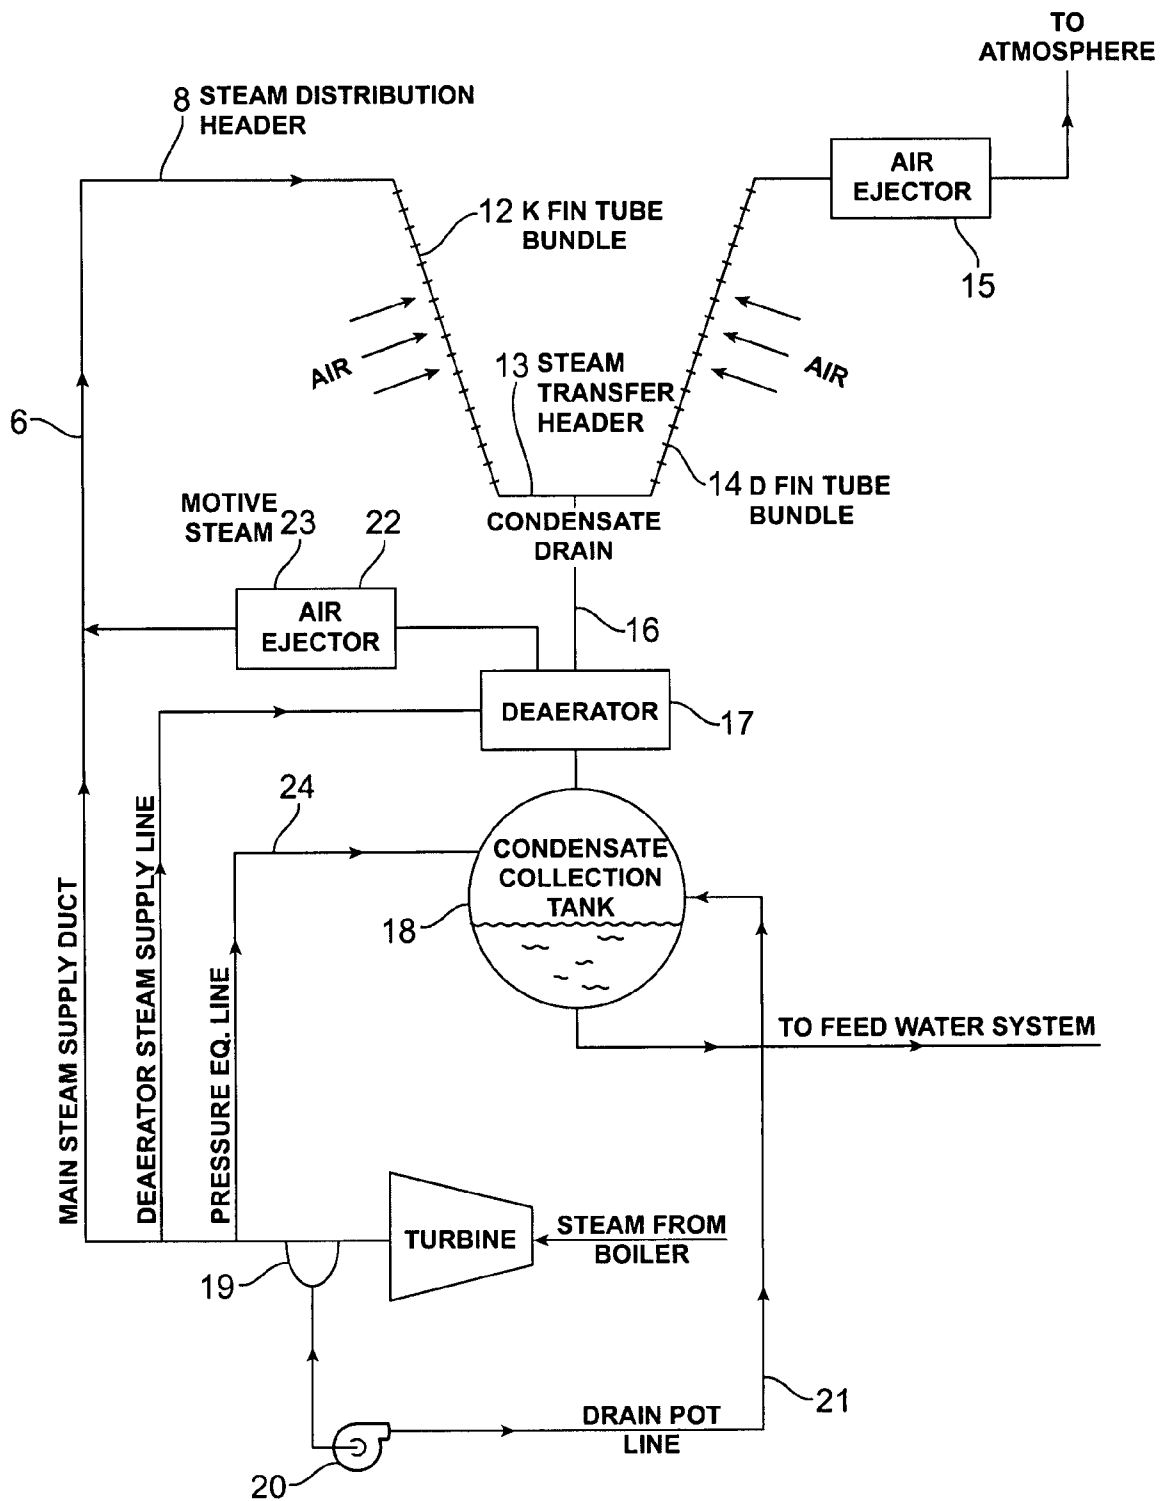 TO
ATMOSPHERE
8 STEAM DISTRIBUTION
HEADER
AIR
EJECTOR
15
12 K FIN TUBE
BUNDLE
AIR
AIR
13 STEAM
TRANSFER
HEADER
6
14 D FIN TUBE
BUNDLE
MOTIVE
STEAM 23
22
CONDENSATE
DRAIN
AIR
EJECTOR
16
DEAERATOR
17
24
CONDENSATE
COLLECTION
TANK
18
MAIN STEAM SUPPLY DUCT
DEAERATOR STEAM SUPPLY LINE
PRESSURE EQ. LINE
TO FEED WATER SYSTEM
TURBINE
STEAM FROM
BOILER
19
21
DRAIN POT
LINE
20